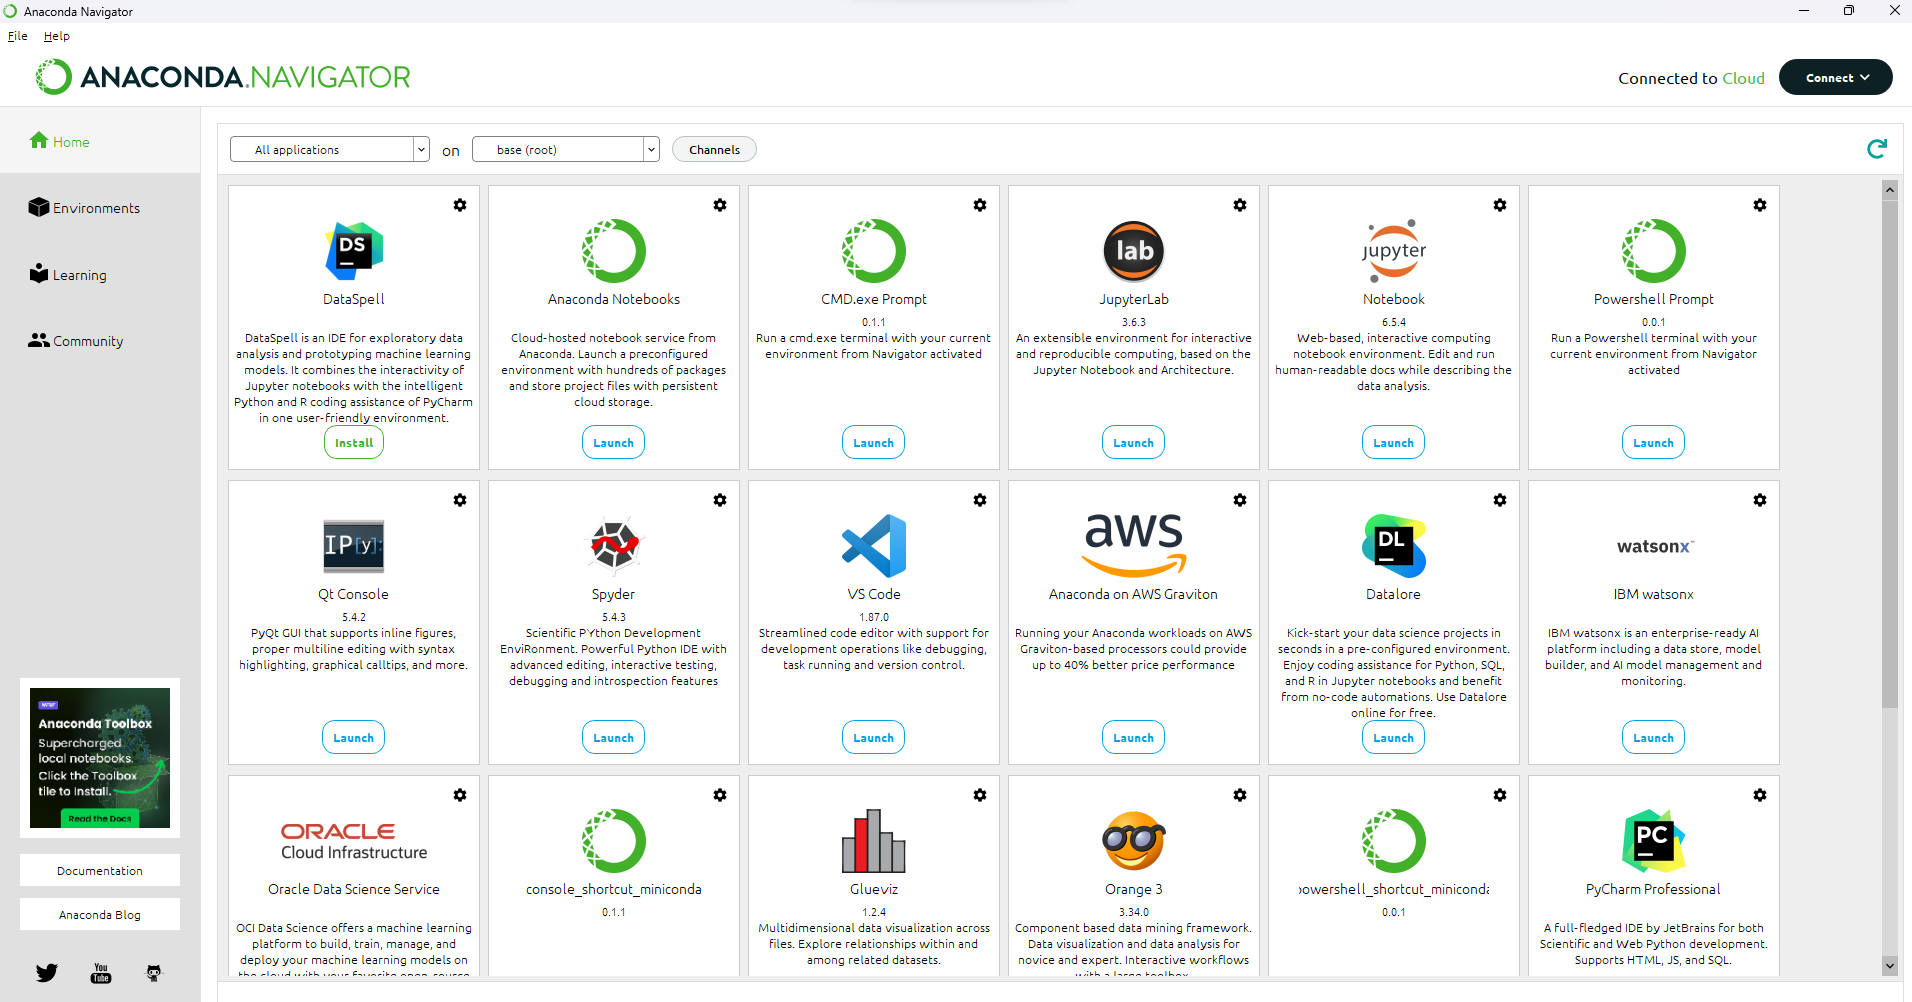 Anaconda Navigator
File Help
ANACONDA.NAVIGATOR
Connected to Cloud
Connect
Home
Environments
Learning
Community
All applications on base (root) Channels
DS
DataSpell
DataSpell is an IDE for exploratory data
analysis and prototyping machine learning
models. It combines the interactivity of
Jupyter notebooks with the intelligent
Python and R coding assistance of PyCharm
in one user-friendly environment.
Install
Anaconda Notebooks
Cloud-hosted notebook service from
Anaconda. Launch a preconfigured
environment with hundreds of packages
and store project files with persistent
cloud storage.
Launch
CMD.exe Prompt
0.1.1
Run a cmd.exe terminal with your current
environment from Navigator activated
Launch
lab
JupyterLab
3.6.3
An extensible environment for interactive
and reproducible computing, based on the
Jupyter Notebook and Architecture.
Launch
jupyter
Notebook
6.5.4
Web-based, interactive computing
notebook environment. Edit and run
human-readable docs while describing the
data analysis.
Launch
Powershell Prompt
0.0.1
Run a Powershell terminal with your
current environment from Navigator
activated
Launch
IP[y]:
Qt Console
5.4.2
PyQt GUI that supports inline figures,
proper multiline editing with syntax
highlighting, graphical calltips, and more.
Launch
Spyder
5.4.3
Scientific PYthon Development
EnviRonment. Powerful Python IDE with
advanced editing, interactive testing,
debugging and introspection features
Launch
VS Code
1.87.0
Streamlined code editor with support for
development operations like debugging,
task running and version control.
Launch
aws
Anaconda on AWS Graviton
Running your Anaconda workloads on AWS
Graviton-based processors could provide
up to 40% better price performance
Launch
DL
Datalore
Kick-start your data science projects in
seconds in a pre-configured environment.
Enjoy coding assistance for Python, SQL,
and R in Jupyter notebooks and benefit
from no-code automations. Use Datalore
online for free.
Launch
watsonx™
IBM watsonx
IBM watsonx is an enterprise-ready AI
platform including a data store, model
builder, and AI model management and
monitoring.
Launch
ORACLE
Cloud Infrastructure
Oracle Data Science Service
OCI Data Science offers a machine learning
platform to build, train, manage, and
deploy your machine learning models on
the cloud with your favorite open-source
console_shortcut_miniconda
0.1.1
Glueviz
1.2.4
Multidimensional data visualization across
files. Explore relationships within and
among related datasets.
Orange 3
3.34.0
Component based data mining framework.
Data visualization and data analysis for
novice and expert. Interactive workflows
with a large toolbox.
powershell_shortcut_miniconda
0.0.1
PC
PyCharm Professional
A full-fledged IDE by JetBrains for both
Scientific and Web Python development.
Supports HTML, JS, and SQL.
NEW
Anaconda Toolbox
Supercharged
local notebooks.
Click the Toolbox
tile to Install.
Read the Docs
Documentation
Anaconda Blog
You
Tube